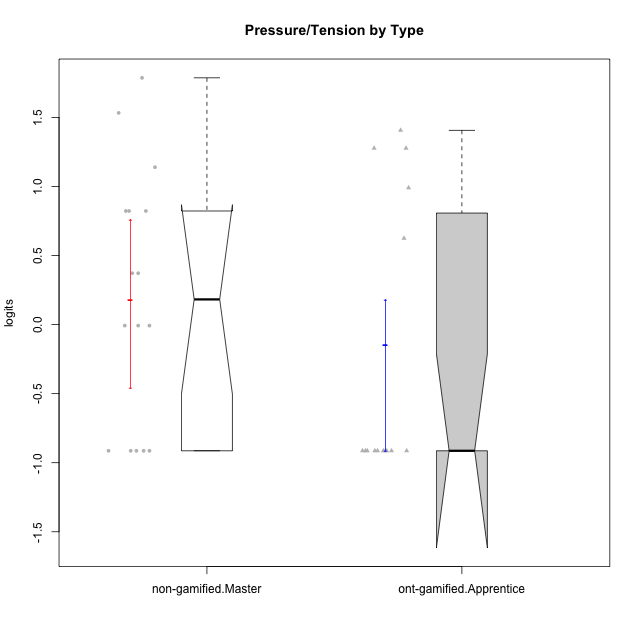 Pressure/Tension by Type
logits
1.5
1.0
0.5
0.0
-0.5
-1.0
-1.5
non-gamified.Master
ont-gamified.Apprentice